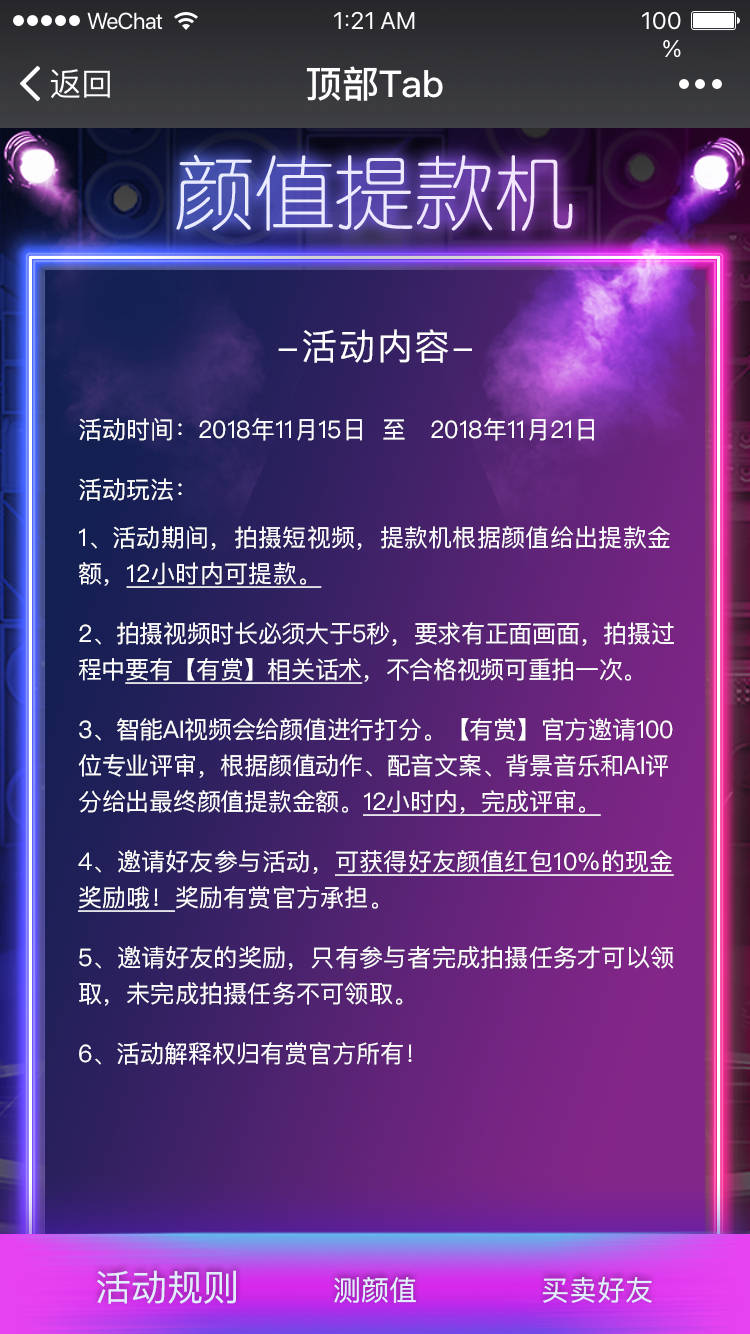 WeChat 1:21 AM 100
%
返回 顶部Tab
颜值提款机
–活动内容–
活动时间：2018年11月15日 至 2018年11月21日
活动玩法：
1、活动期间，拍摄短视频，提款机根据颜值给出提款金
额，12小时内可提款。
2、拍摄视频时长必须大于5秒，要求有正面画面，拍摄过
程中要有【有赏】相关话术，不合格视频可重拍一次。
3、智能AI视频会给颜值进行打分。【有赏】官方邀请100
位专业评审，根据颜值动作、配音文案、背景音乐和AI评
分给出最终颜值提款金额。12小时内，完成评审。
4、邀请好友参与活动，可获得好友颜值红包10%的现金
奖励哦！奖励有赏官方承担。
5、邀请好友的奖励，只有参与者完成拍摄任务才可以领
取，未完成拍摄任务不可领取。
6、活动解释权归有赏官方所有！
活动规则 测颜值 买卖好友